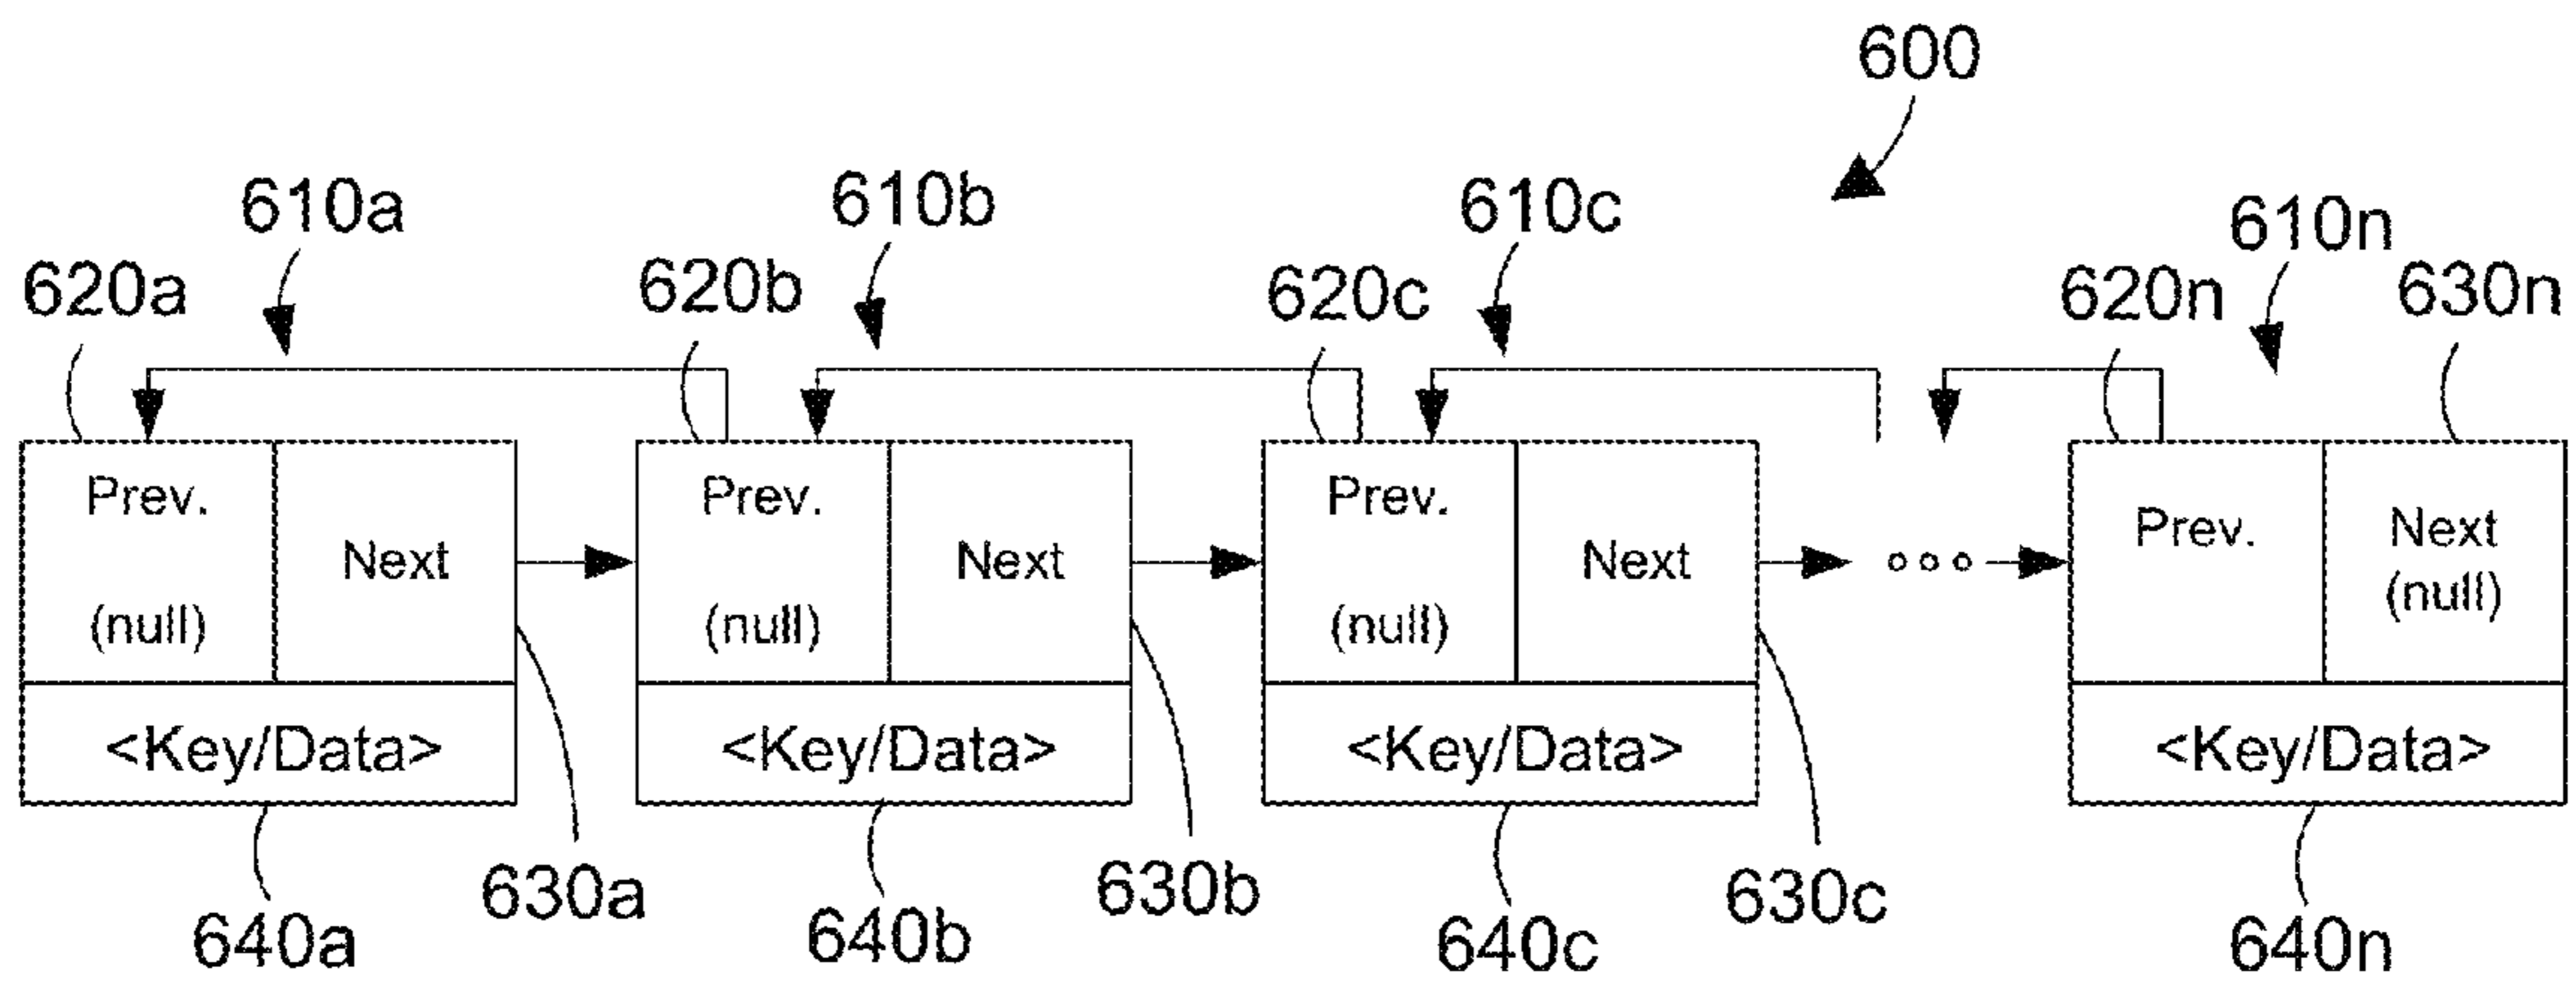 600
610a
610b
610c
610n
620a
620b
620c
620n
630n
Prev.
(null)
Next
Prev.
(null)
Next
Prev.
(null)
Next
Prev.
Next
(null)
<Key/Data>
<Key/Data>
<Key/Data>
<Key/Data>
630a
630b
630c
640a
640b
640c
640n